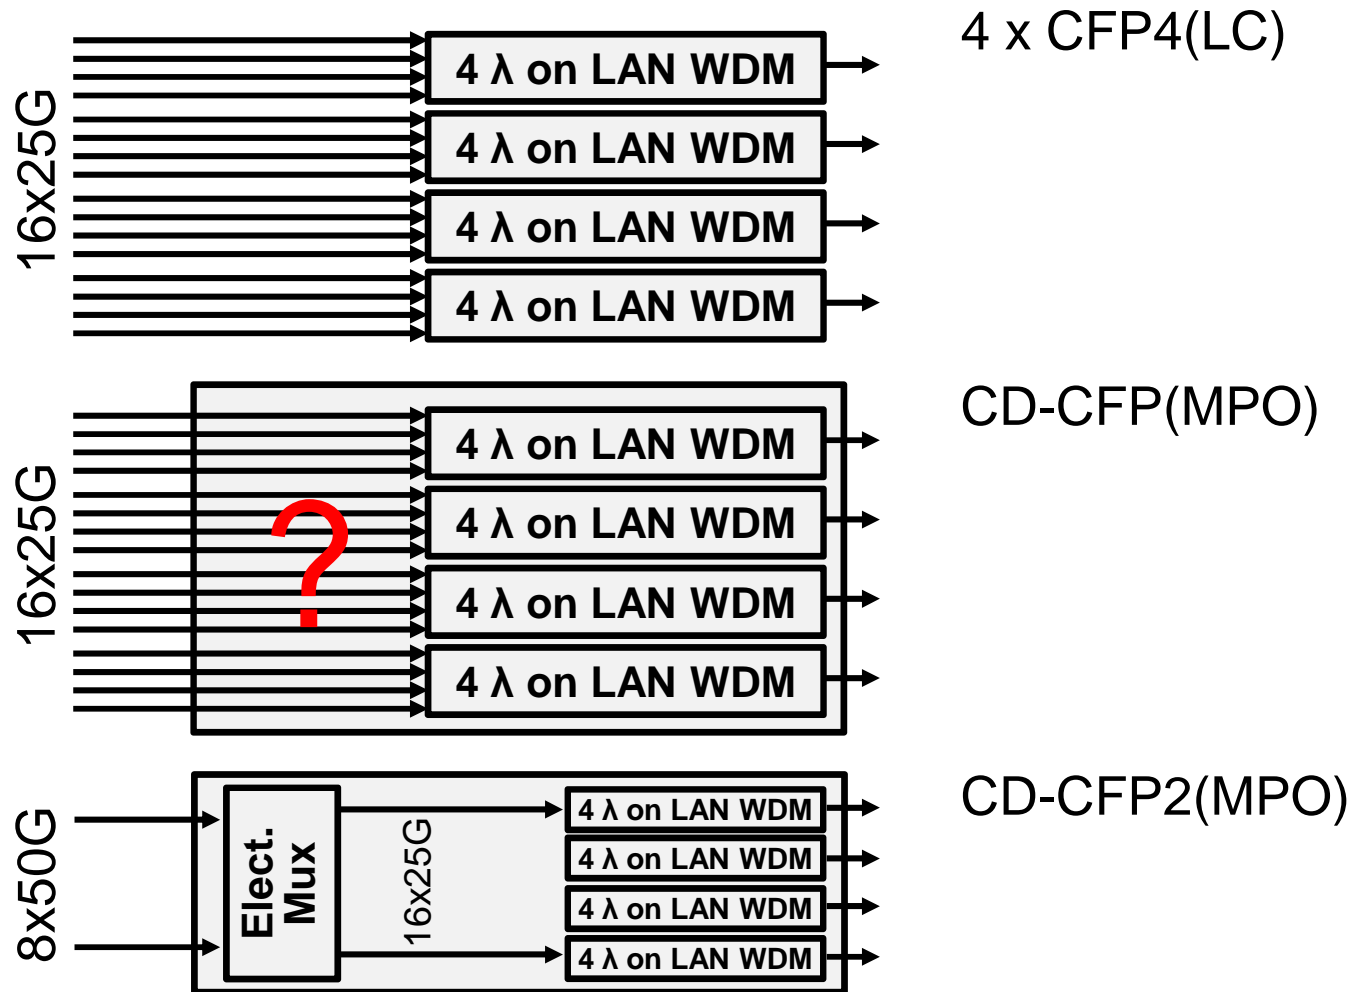 4 x CFP4(LC)
16x25G
4 λ on LAN WDM
4 λ on LAN WDM
4 λ on LAN WDM
4 λ on LAN WDM
CD-CFP(MPO)
16x25G
?
4 λ on LAN WDM
4 λ on LAN WDM
4 λ on LAN WDM
4 λ on LAN WDM
CD-CFP2(MPO)
8x50G
Elect.
Mux
16x25G
4 λ on LAN WDM
4 λ on LAN WDM
4 λ on LAN WDM
4 λ on LAN WDM